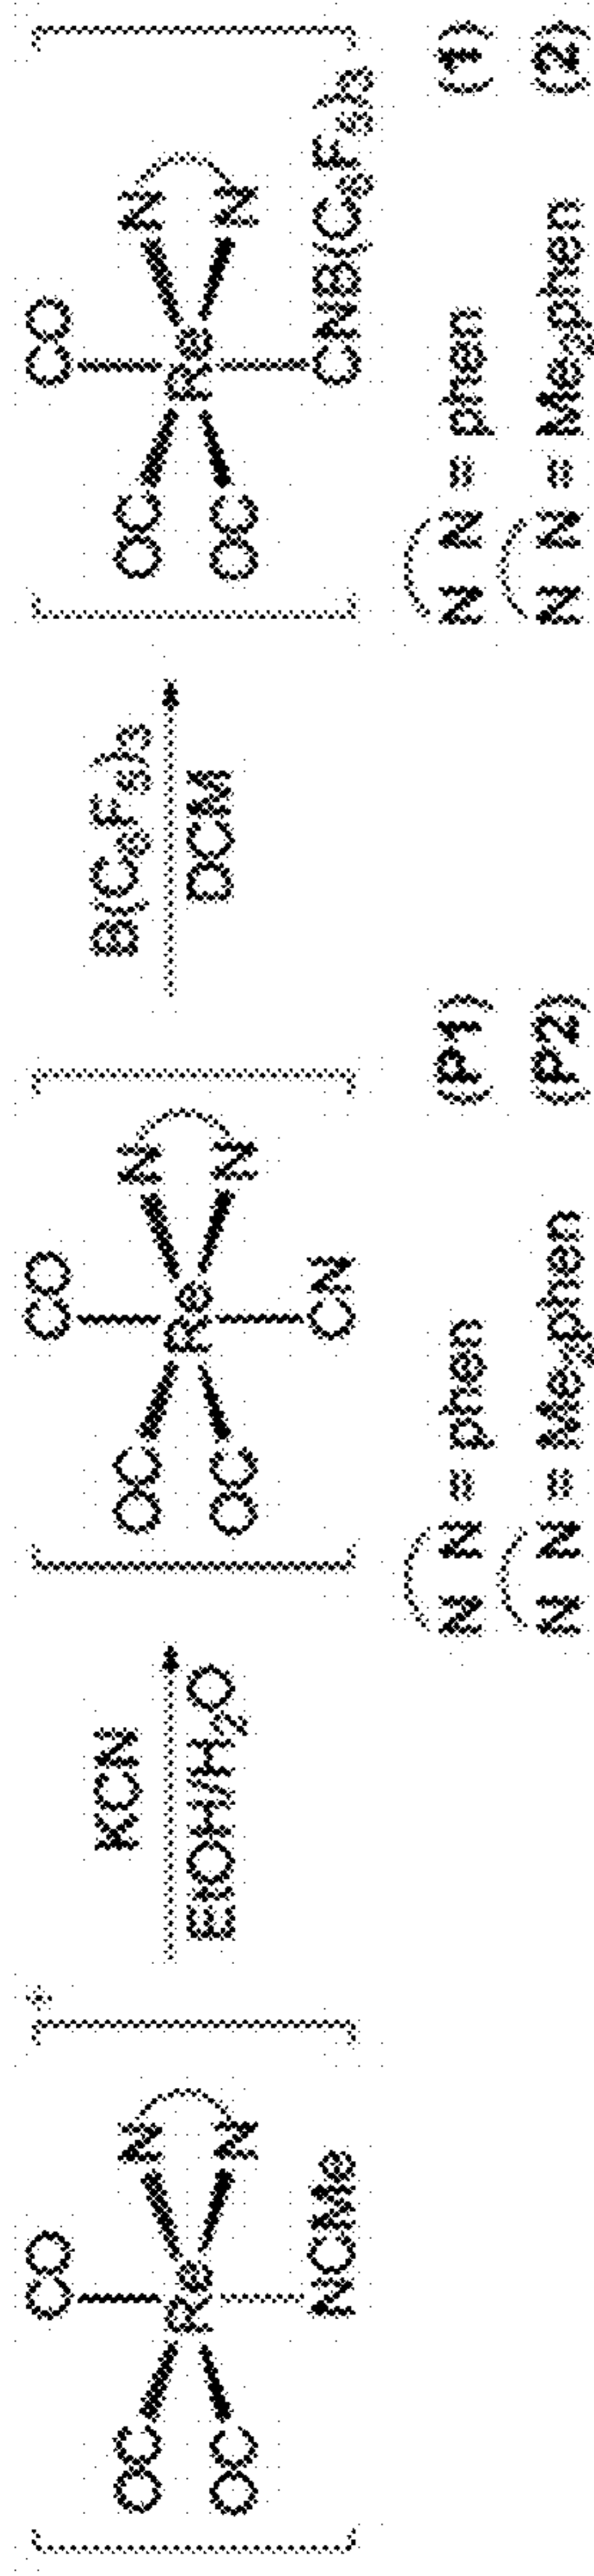 CO CO CO
OC N + KCN OC N B(C₆F₅)₃ OC N
Re Re Re
OC N EtOH/H₂O OC N DCM OC N
NCMe CN CNB(C₆F₅)₃
N N = phen (P1) N N = phen (1)
N N = Me₂phen (P2) N N = Me₂phen (2)